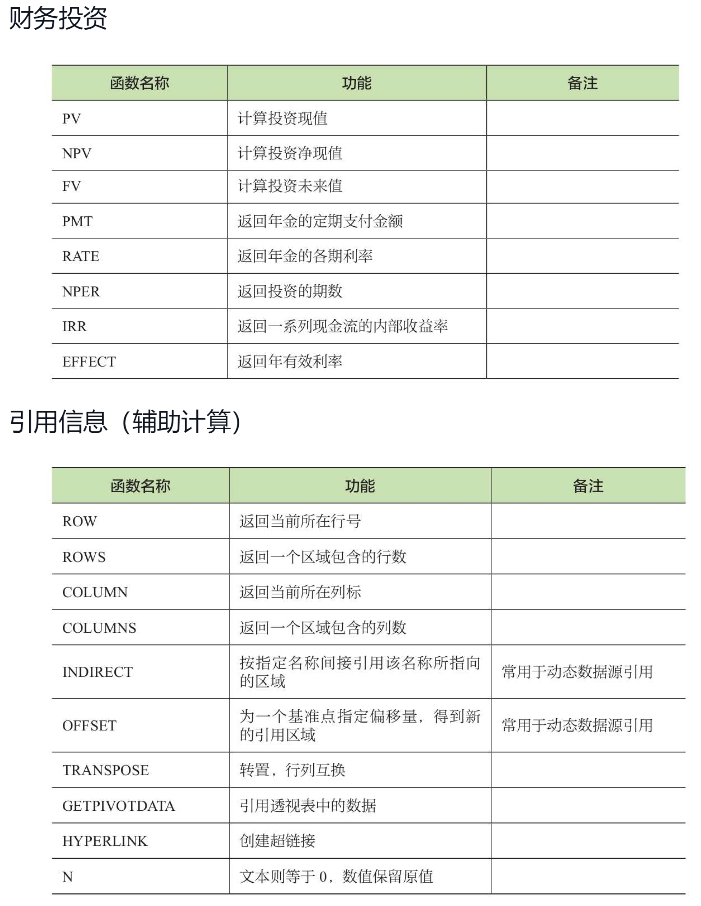 财务投资
函数名称 功能 备注
PV 计算投资现值
NPV 计算投资净现值
FV 计算投资未来值
PMT 返回年金的定期支付金额
RATE 返回年金的各期利率
NPER 返回投资的期数
IRR 返回一系列现金流的内部收益率
EFFECT 返回年有效利率
引用信息（辅助计算）
函数名称 功能 备注
ROW 返回当前所在行号
ROWS 返回一个区域包含的行数
COLUMN 返回当前所在列标
COLUMNS 返回一个区域包含的列数
INDIRECT 按指定名称间接引用该名称所指向
的区域 常用于动态数据源引用
OFFSET 为一个基准点指定偏移量，得到新
的引用区域 常用于动态数据源引用
TRANSPOSE 转置，行列互换
GETPIVOTDATA 引用透视表中的数据
HYPERLINK 创建超链接
N 文本则等于 0，数值保留原值